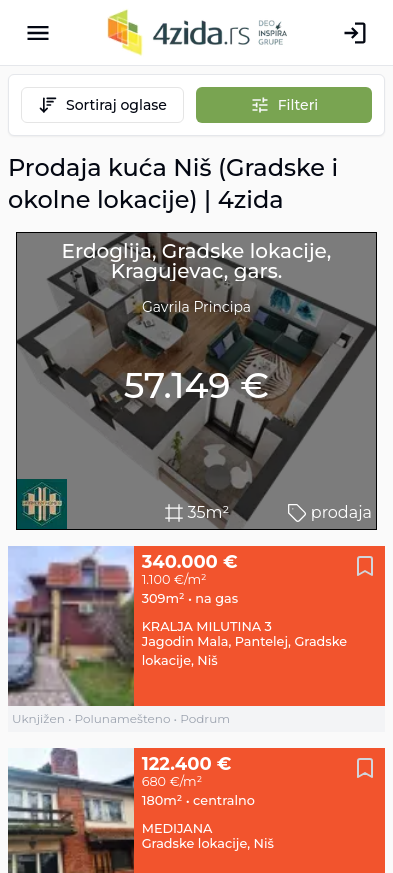 4zida.rs DEO INSPIRA GRUPE
Sortiraj oglase
Filteri
Prodaja kuća Niš (Gradske i
okolne lokacije) | 4zida
Erdoglija, Gradske lokacije,
Kragujevac, gars.
Gavrila Principa
57.149 €
35m²
prodaja
340.000 €
1.100 €/m²
309m² • na gas
KRALJA MILUTINA 3
Jagodin Mala, Pantelej, Gradske
lokacije, Niš
Uknjižen • Polunamešteno • Podrum
122.400 €
680 €/m²
180m² • centralno
MEDIJANA
Gradske lokacije, Niš